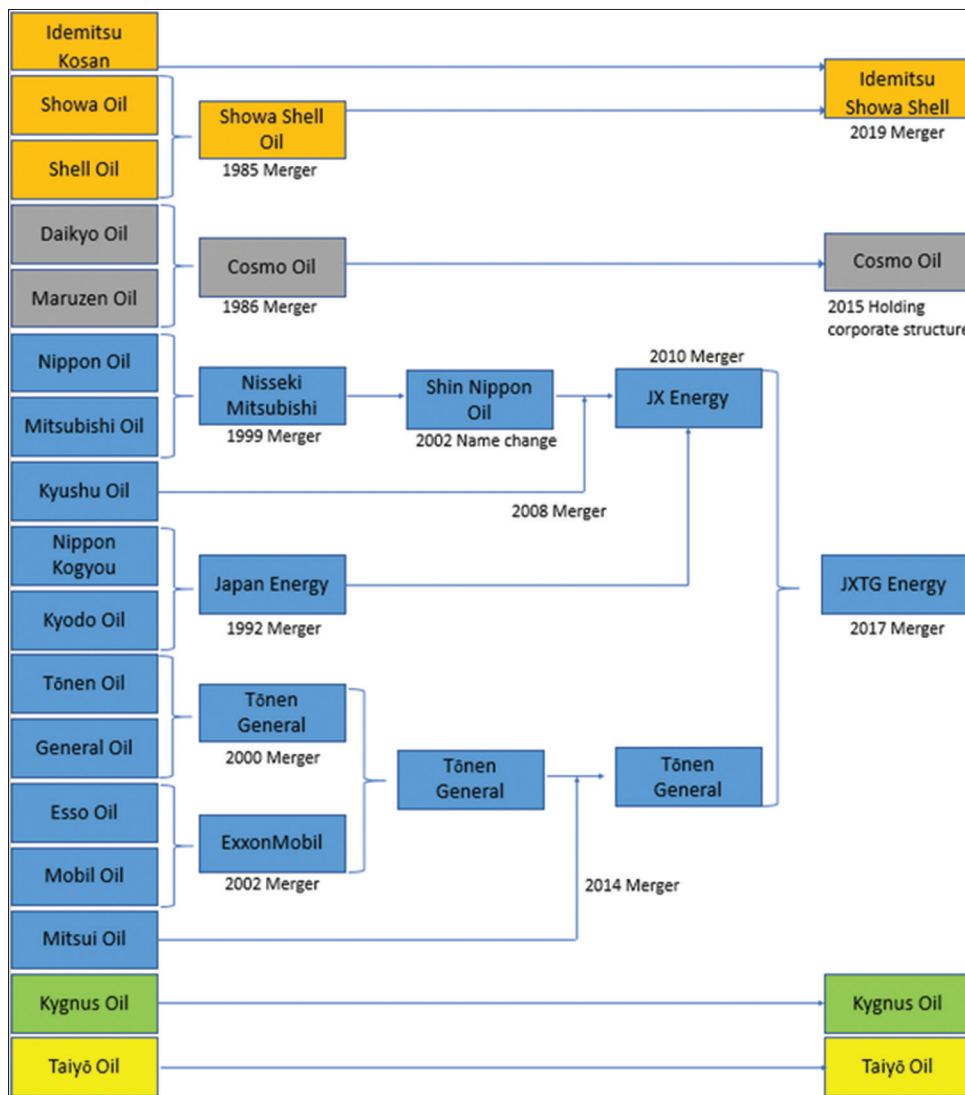 Idemitsu
Kosan
Showa Oil
Shell Oil
Showa Shell
Oil
1985 Merger
Idemitsu
Showa Shell
2019 Merger
Daikyo Oil
Maruzen Oil
Cosmo Oil
1986 Merger
Cosmo Oil
2015 Holding
corporate structure
Nippon Oil
Mitsubishi Oil
Nisseki
Mitsubishi
1999 Merger
Shin Nippon
Oil
2002 Name change
2010 Merger
JX Energy
Kyushu Oil
2008 Merger
Nippon
Kogyou
Kyodo Oil
Japan Energy
1992 Merger
JXTG Energy
2017 Merger
Tōnen Oil
General Oil
Tōnen
General
2000 Merger
Tōnen
General
Tōnen
General
Esso Oil
Mobil Oil
ExxonMobil
2002 Merger
2014 Merger
Mitsui Oil
Kygnus Oil
Kygnus Oil
Taiyō Oil
Taiyō Oil